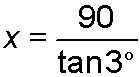 x = 90 / tan3°